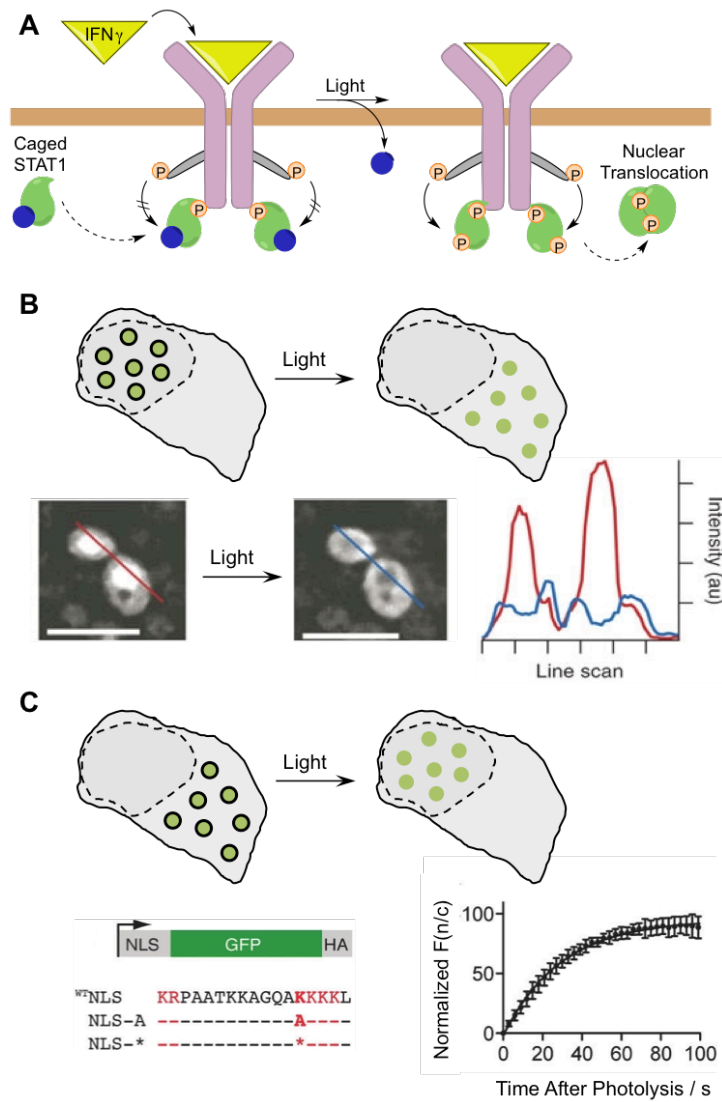 A
IFNγ
Light
Caged
STAT1
Nuclear
Translocation
P
P
P
P
P
P
P
P
P
P
P
P
B
Light
Light
Intensity (au)
Line scan
C
Light
NLS GFP HA
WTNLS KRPAATKKAGQAKKKKL
NLS-A -------------A----
NLS-* -------------*----
Normalized F(n/c)
100
50
0
0 20 40 60 80 100
Time After Photolysis / s